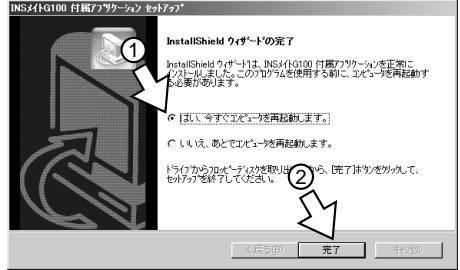 INSﾒｲﾄG100 付属ｱﾌﾟﾘｹｰｼｮﾝ ｾｯﾄｱｯﾌﾟ
①
InstallShield ｳｨｻﾞｰﾄﾞの完了
InstallShield ｳｨｻﾞｰﾄﾞは、INSﾒｲﾄG100 付属ｱﾌﾟﾘｹｰｼｮﾝを正常に
ｲﾝｽﾄｰﾙしました。このﾌﾟﾛｸﾞﾗﾑを使用する前に、ｺﾝﾋﾟｭｰﾀを再起動す
る必要があります。
はい、今すぐｺﾝﾋﾟｭｰﾀを再起動します。
いいえ、あとでｺﾝﾋﾟｭｰﾀを再起動します。
ﾄﾞﾗｲﾌﾞからﾌﾛｯﾋﾟｰﾃﾞｨｽｸを取り出 から、[完了]ﾎﾞﾀﾝをｸﾘｯｸして、
ｾｯﾄｱｯﾌﾟを終了してください。
②
< 戻る(B)
完了
ｷｬﾝｾﾙ